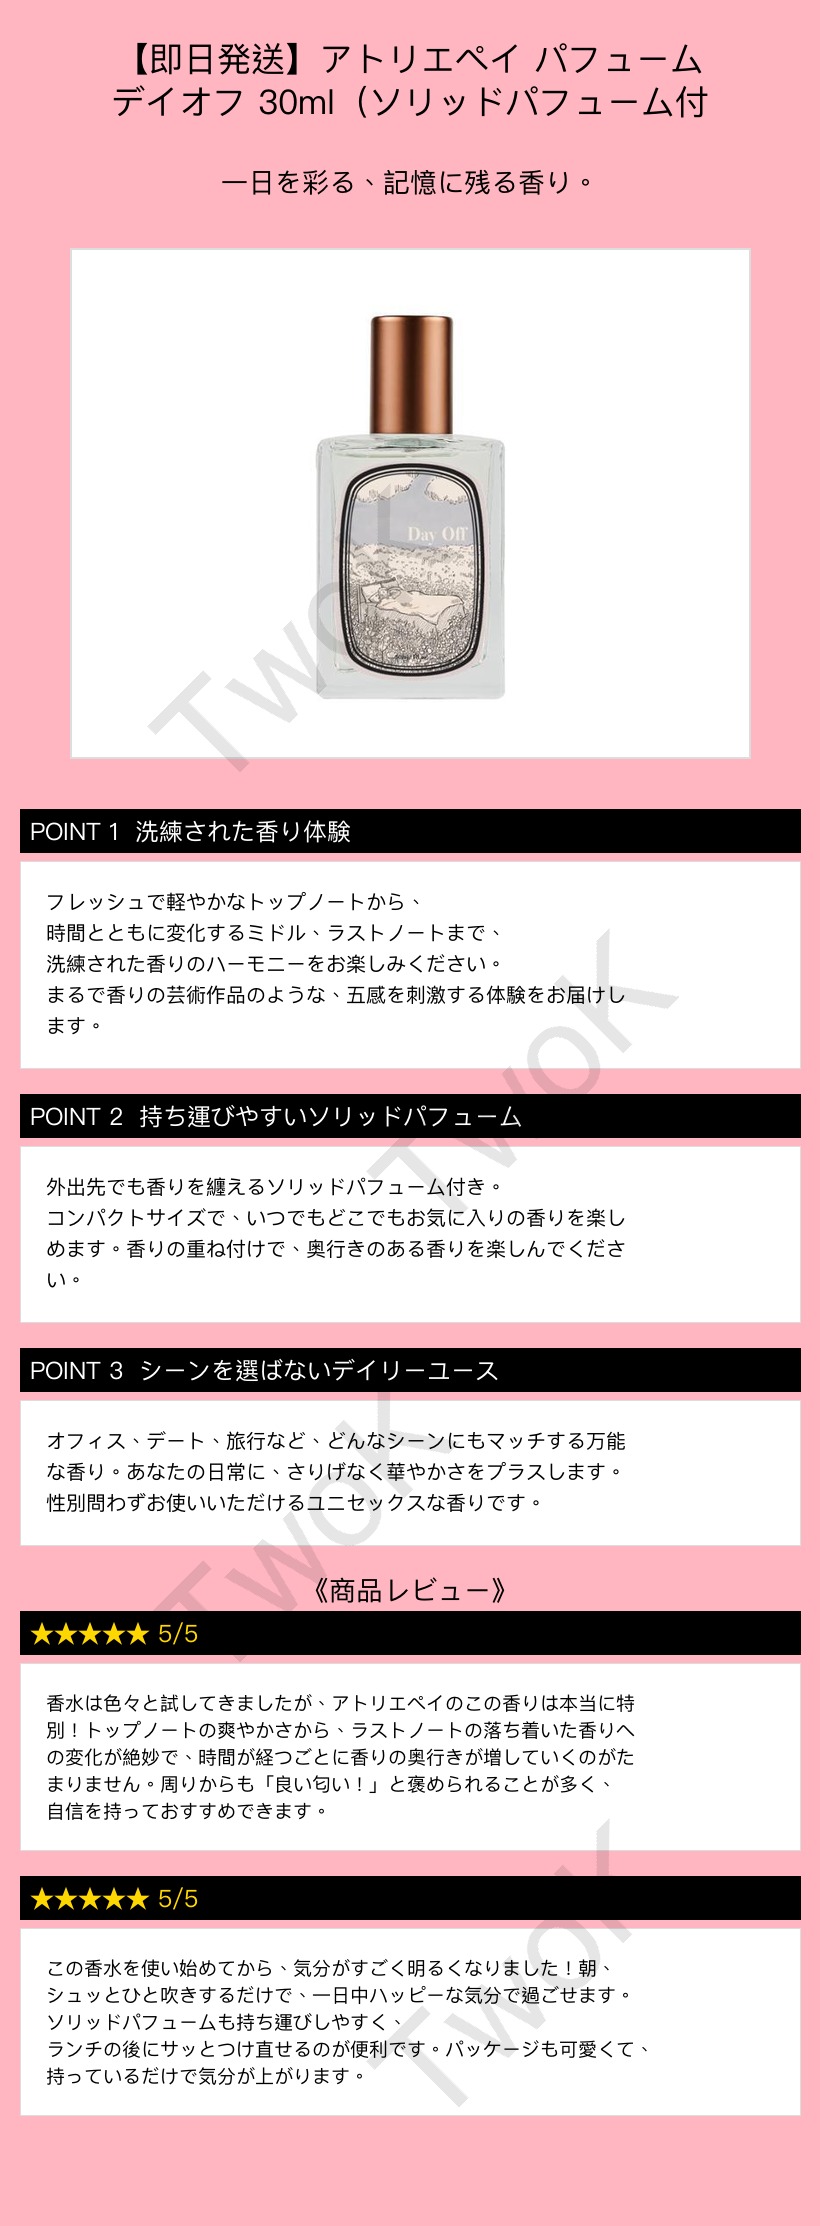 【即日発送】アトリエペイ パフューム
デイオフ 30ml（ソリッドパフューム付
一日を彩る、記憶に残る香り。
Day Off
TwoK
POINT 1 洗練された香り体験
フレッシュで軽やかなトップノートから、
時間とともに変化するミドル、ラストノートまで、
洗練された香りのハーモニーをお楽しみください。
まるで香りの芸術作品のような、五感を刺激する体験をお届けし
ます。
TwoK
POINT 2 持ち運びやすいソリッドパフューム
外出先でも香りを纏えるソリッドパフューム付き。
コンパクトサイズで、いつでもどこでもお気に入りの香りを楽し
めます。香りの重ね付けで、奥行きのある香りを楽しんでくださ
い。
POINT 3 シーンを選ばないデイリーユース
オフィス、デート、旅行など、どんなシーンにもマッチする万能
な香り。あなたの日常に、さりげなく華やかさをプラスします。
性別問わずお使いいただけるユニセックスな香りです。
TwoK
《商品レビュー》
★★★★★ 5/5
香水は色々と試してきましたが、アトリエペイのこの香りは本当に特
別！トップノートの爽やかさから、ラストノートの落ち着いた香りへ
の変化が絶妙で、時間が経つごとに香りの奥行きが増していくのがた
まりません。周りからも「良い匂い！」と褒められることが多く、
自信を持っておすすめできます。
★★★★★ 5/5
この香水を使い始めてから、気分がすごく明るくなりました！朝、
シュッとひと吹きするだけで、一日中ハッピーな気分で過ごせます。
ソリッドパフュームも持ち運びしやすく、
ランチの後にサッとつけ直せるのが便利です。パッケージも可愛くて、
持っているだけで気分が上がります。
TwoK